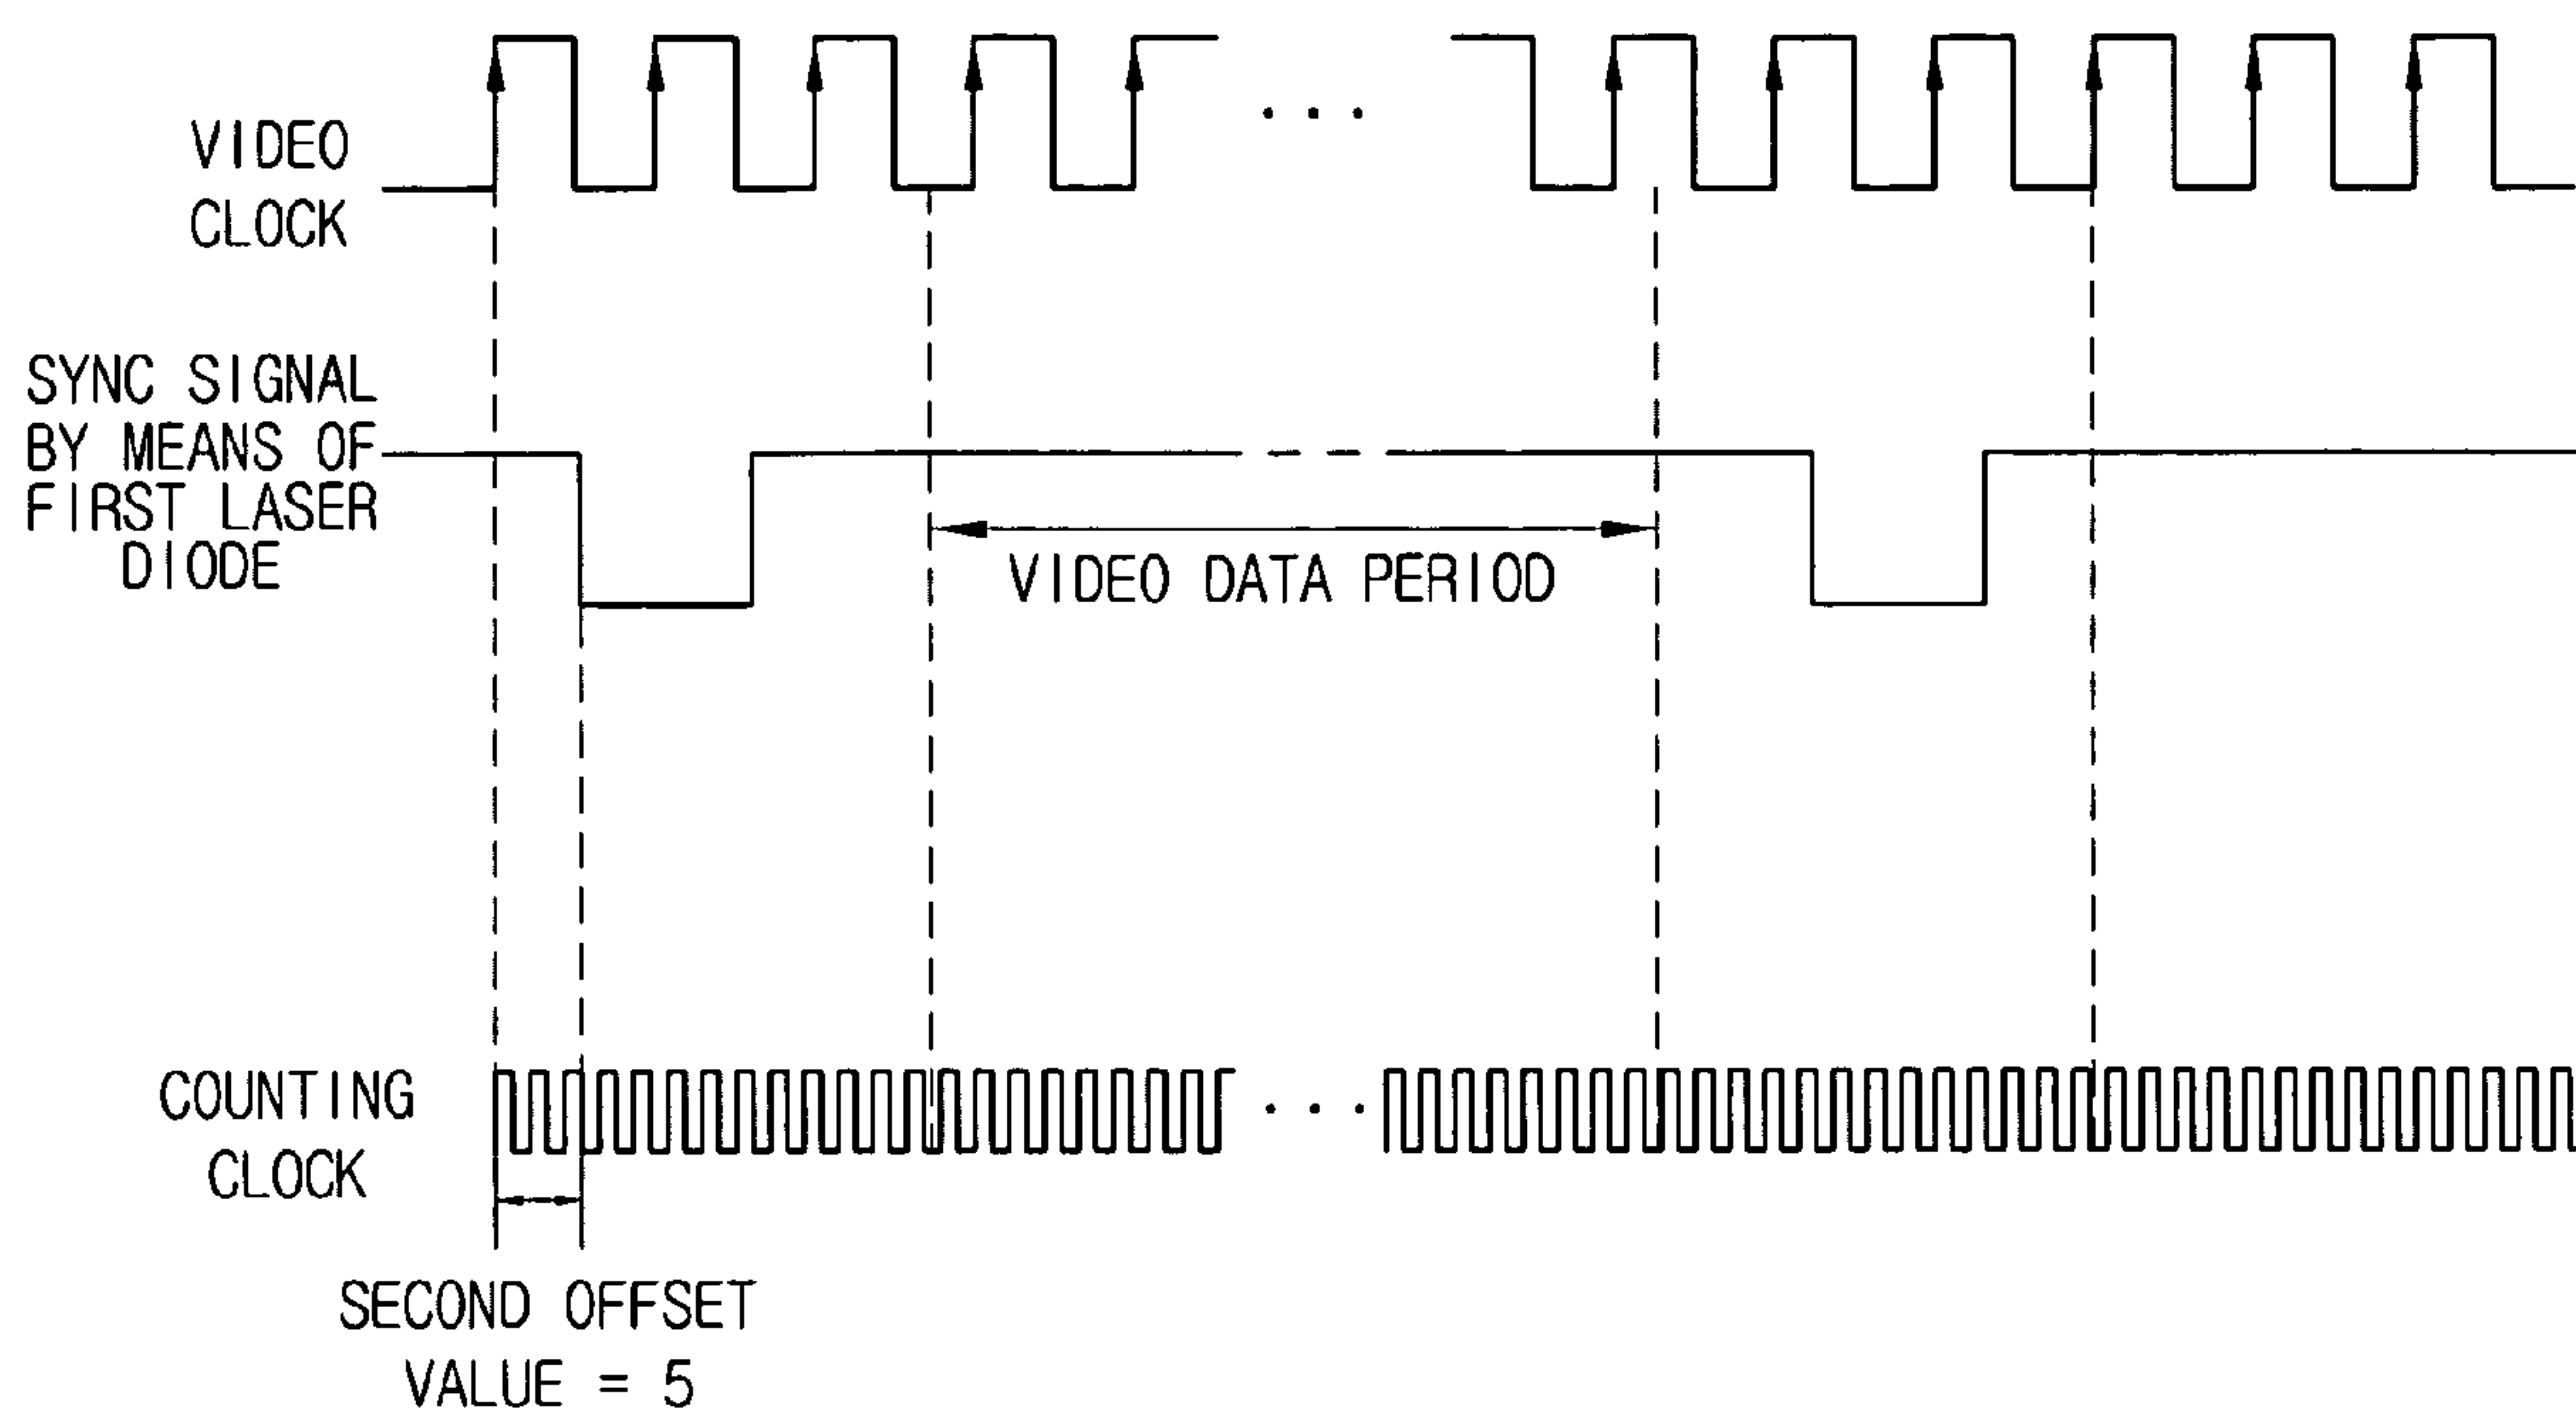 VIDEO
CLOCK
SYNC SIGNAL
BY MEANS OF
FIRST LASER
DIODE
VIDEO DATA PERIOD
COUNTING
CLOCK
SECOND OFFSET
VALUE = 5